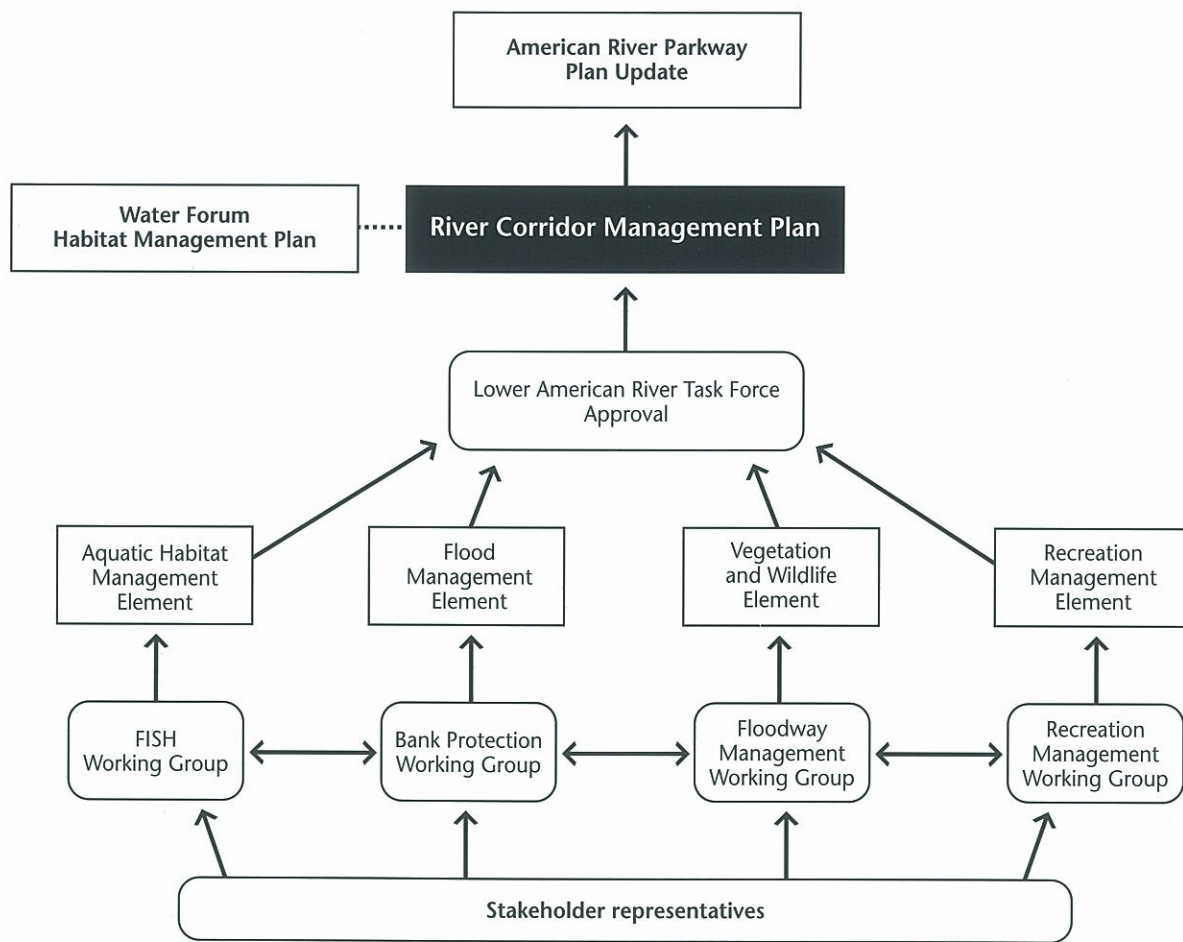 American River Parkway
Plan Update
Water Forum
Habitat Management Plan
River Corridor Management Plan
Lower American River Task Force
Approval
Aquatic Habitat
Management
Element
Flood
Management
Element
Vegetation
and Wildlife
Element
Recreation
Management
Element
FISH
Working Group
Bank Protection
Working Group
Floodway
Management
Working Group
Recreation
Management
Working Group
Stakeholder representatives